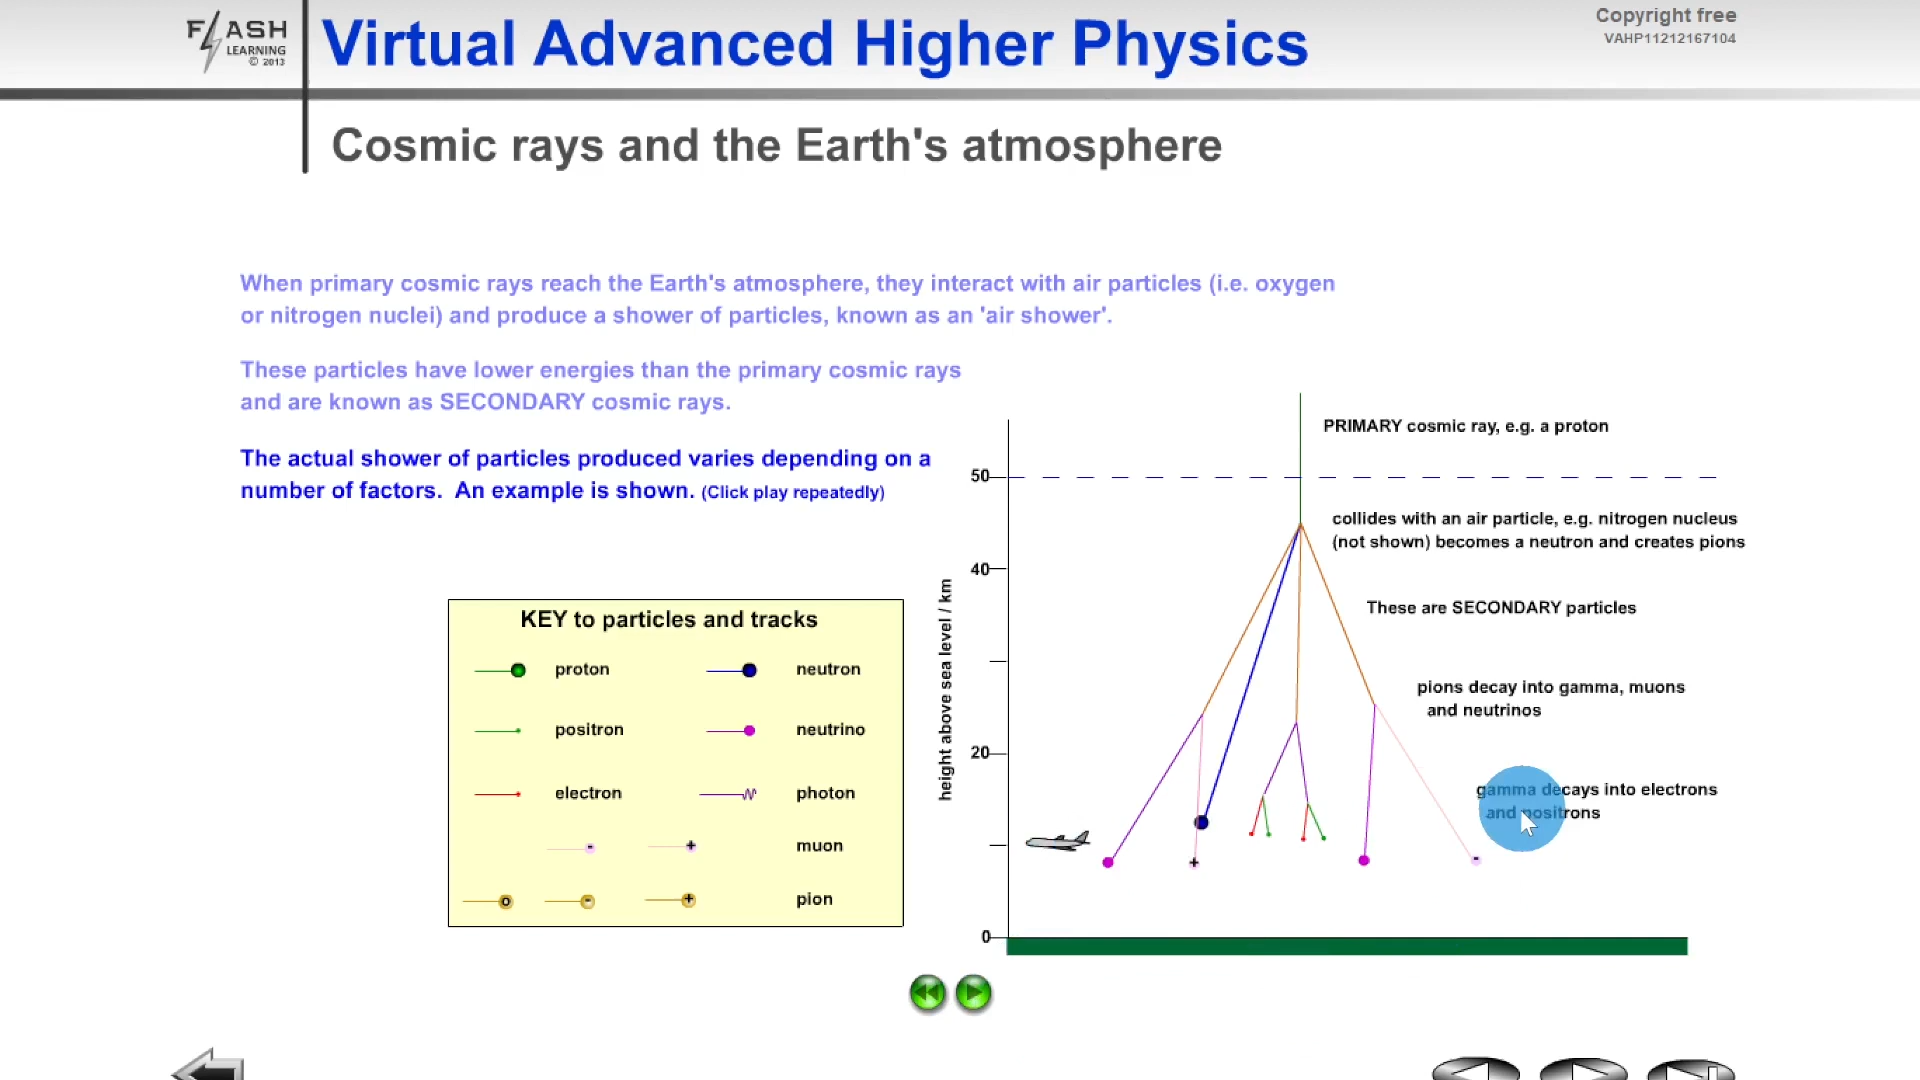 FLASH
LEARNING
© 2013
Virtual Advanced Higher Physics
Copyright free
VAHP11212167104
Cosmic rays and the Earth's atmosphere
When primary cosmic rays reach the Earth's atmosphere, they interact with air particles (i.e. oxygen
or nitrogen nuclei) and produce a shower of particles, known as an 'air shower'.
These particles have lower energies than the primary cosmic rays
and are known as SECONDARY cosmic rays.
The actual shower of particles produced varies depending on a
number of factors. An example is shown. (Click play repeatedly)
KEY to particles and tracks
proton
neutron
positron
neutrino
electron
photon
- + muon
o - + pion
height above sea level / km
50
40
20
0
PRIMARY cosmic ray, e.g. a proton
collides with an air particle, e.g. nitrogen nucleus
(not shown) becomes a neutron and creates pions
These are SECONDARY particles
pions decay into gamma, muons
and neutrinos
gamma decays into electrons
and positrons
+
-